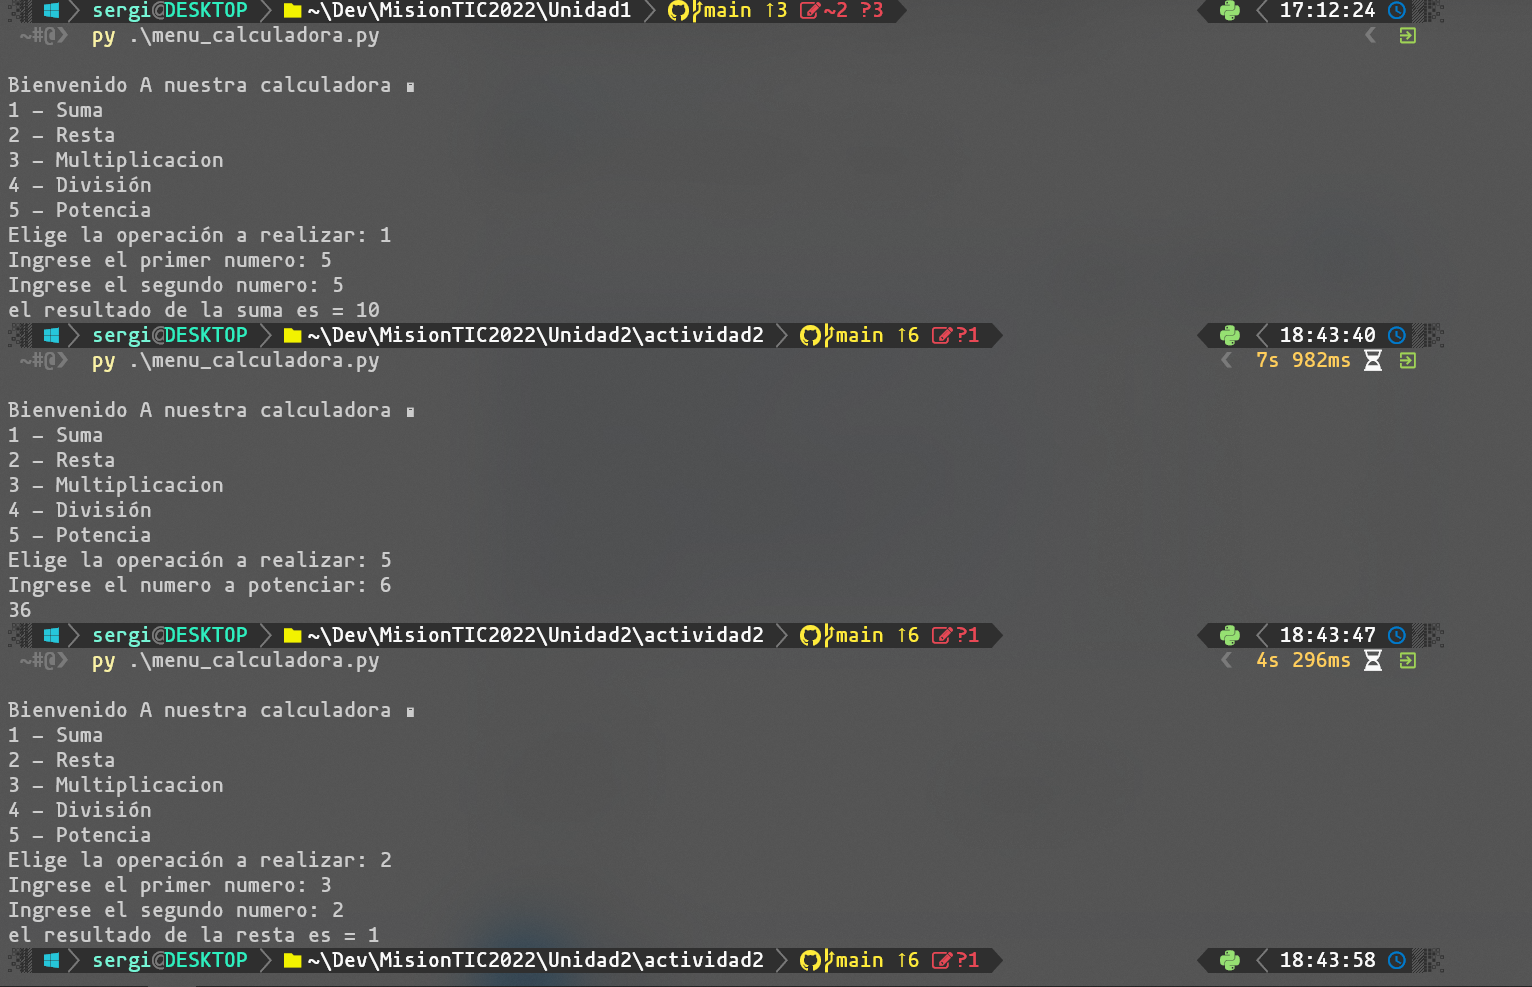 sergi@DESKTOP ~\Dev\MisionTIC2022\Unidad1 main ↑3 ~2 ?3 17:12:24
~#@❯ py .\menu_calculadora.py
Bienvenido A nuestra calculadora
1 - Suma
2 - Resta
3 - Multiplicacion
4 - División
5 - Potencia
Elige la operación a realizar: 1
Ingrese el primer numero: 5
Ingrese el segundo numero: 5
el resultado de la suma es = 10
sergi@DESKTOP ~\Dev\MisionTIC2022\Unidad2\actividad2 main ↑6 ?1 18:43:40
~#@❯ py .\menu_calculadora.py 7s 982ms
Bienvenido A nuestra calculadora
1 - Suma
2 - Resta
3 - Multiplicacion
4 - División
5 - Potencia
Elige la operación a realizar: 5
Ingrese el numero a potenciar: 6
36
sergi@DESKTOP ~\Dev\MisionTIC2022\Unidad2\actividad2 main ↑6 ?1 18:43:47
~#@❯ py .\menu_calculadora.py 4s 296ms
Bienvenido A nuestra calculadora
1 - Suma
2 - Resta
3 - Multiplicacion
4 - División
5 - Potencia
Elige la operación a realizar: 2
Ingrese el primer numero: 3
Ingrese el segundo numero: 2
el resultado de la resta es = 1
sergi@DESKTOP ~\Dev\MisionTIC2022\Unidad2\actividad2 main ↑6 ?1 18:43:58